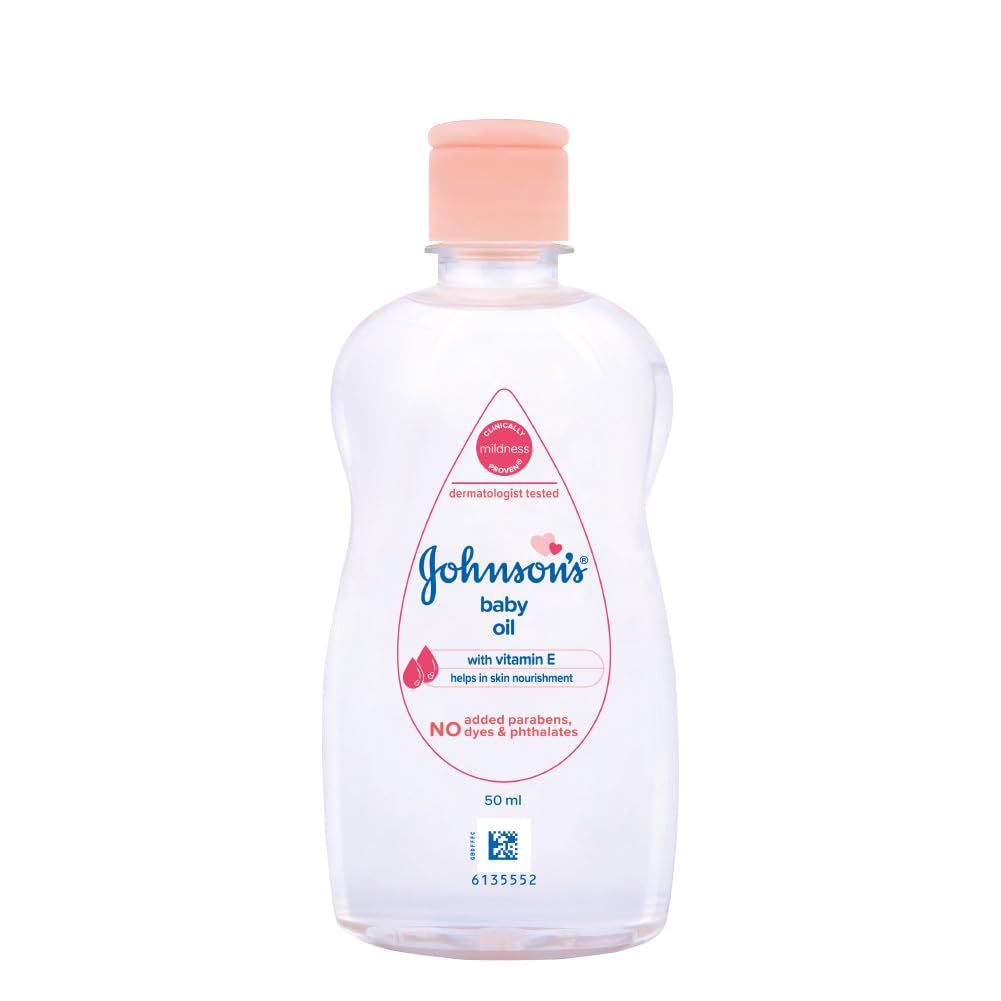 CLINICALLY
mildness
PROVEN®
dermatologist tested
Johnson's®
baby
oil
with vitamin E
helps in skin nourishment
NO added parabens,
dyes & phthalates
50 ml
6135552